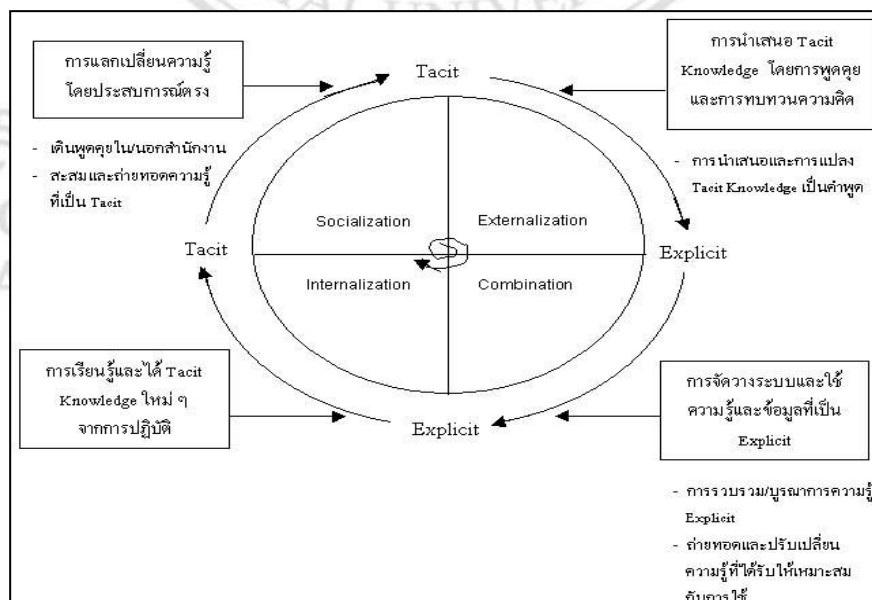 การแลกเปลี่ยนความรู้
โดยประสบการณ์ตรง
- เดินพูดคุยใน/นอกสำนักงาน
- สะสมและถ่ายทอดความรู้
ที่เป็น Tacit
Tacit
การนำเสนอ Tacit
Knowledge โดยการพูดคุย
และการทบทวนความคิด
- การนำเสนอและการแปลง
Tacit Knowledge เป็นคำพูด
Socialization
Externalization
Tacit
Explicit
Internalization
Combination
การเรียนรู้และได้ Tacit
Knowledge ใหม่ ๆ
จากการปฏิบัติ
Explicit
การจัดวางระบบและใช้
ความรู้และข้อมูลที่เป็น
Explicit
- การรวบรวม/บูรณาการความรู้
Explicit
- ถ่ายทอดและปรับเปลี่ยน
ความรู้ที่ได้รับให้เหมาะสม
กับการใช้